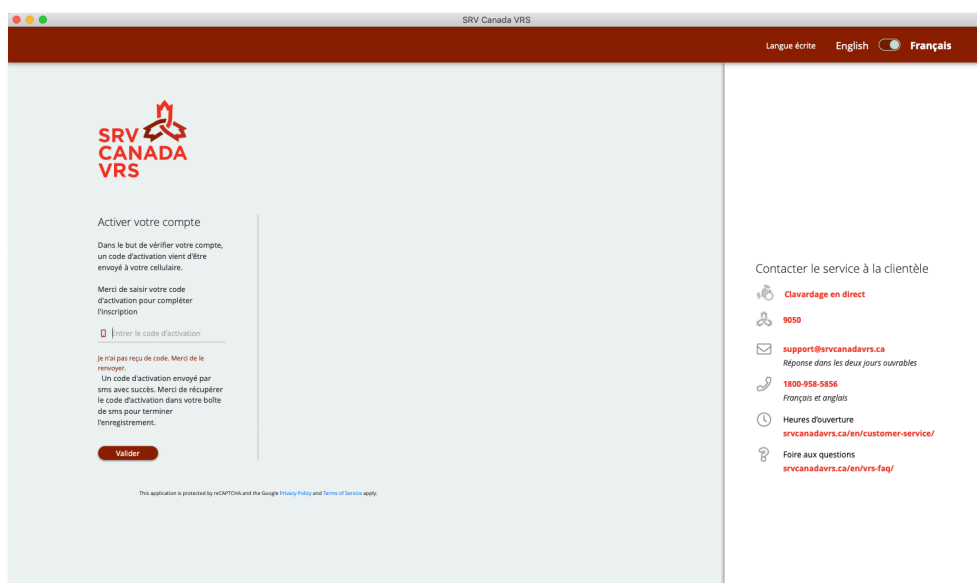 SRV Canada VRS
Langue écrite English Français
SRV
CANADA
VRS
Activer votre compte
Dans le but de vérifier votre compte,
un code d'activation vient d'être
envoyé à votre cellulaire.
Merci de saisir votre code
d'activation pour compléter
l'inscription
Entrer le code d'activation
Je n'ai pas reçu de code. Merci de le
renvoyer.
Un code d'activation envoyé par
sms avec succès. Merci de récupérer
le code d'activation dans votre boîte
de sms pour terminer
l'enregistrement.
Valider
This application is protected by reCAPTCHA and the Google Privacy Policy and Terms of Service apply.
Contacter le service à la clientèle
Clavardage en direct
9050
support@srvcanadavrs.ca
Réponse dans les deux jours ouvrables
1800-958-5856
Français et anglais
Heures d'ouverture
srvcanadavrs.ca/en/customer-service/
Foire aux questions
srvcanadavrs.ca/en/vrs-faq/